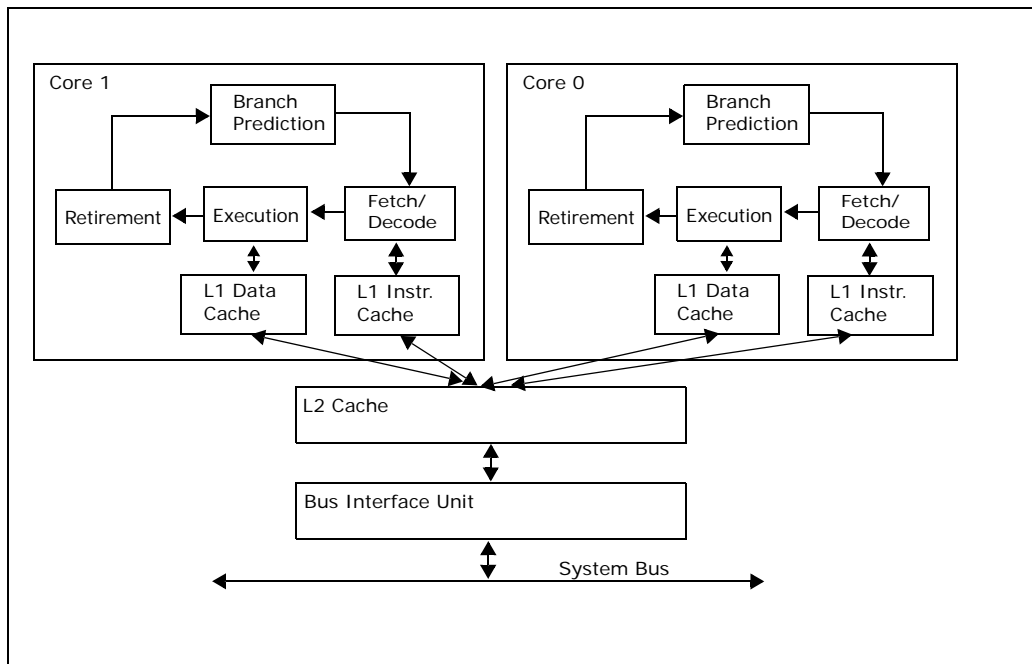 Core 1
Branch
Prediction
Retirement
Execution
Fetch/
Decode
L1 Data
Cache
L1 Instr.
Cache
Core 0
Branch
Prediction
Retirement
Execution
Fetch/
Decode
L1 Data
Cache
L1 Instr.
Cache
L2 Cache
Bus Interface Unit
System Bus